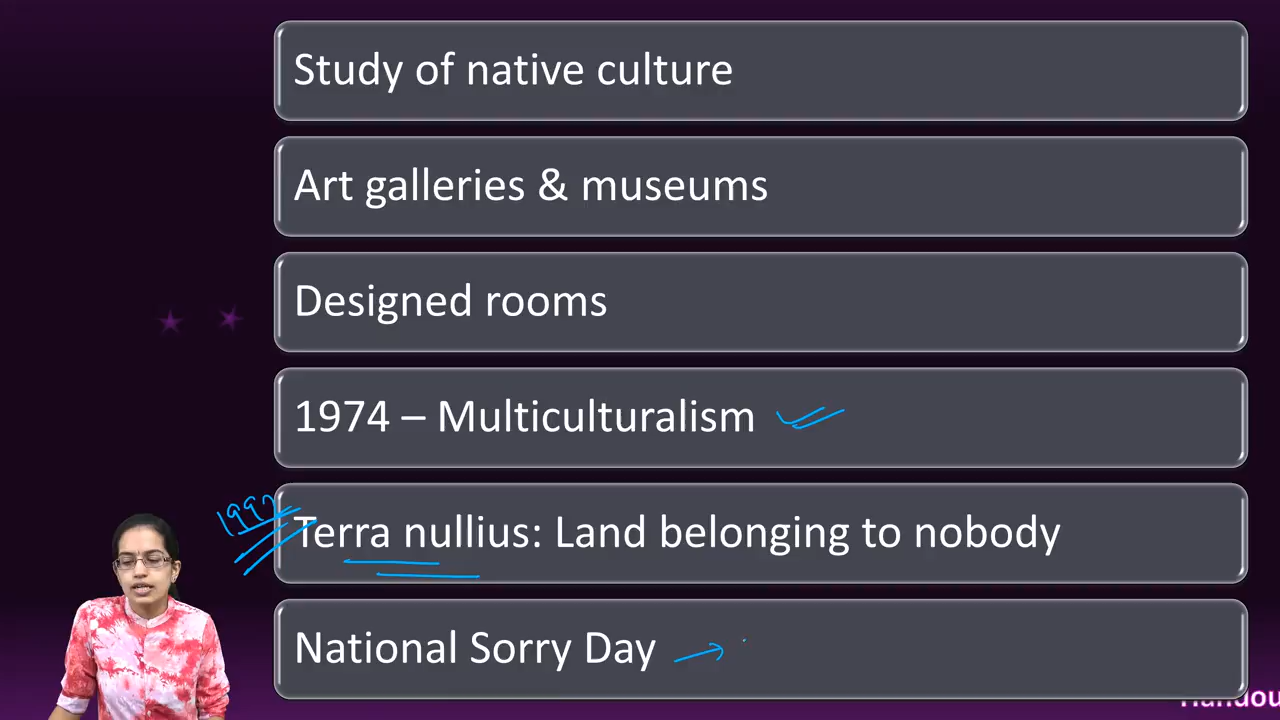 Study of native culture
Art galleries & museums
Designed rooms
1974 – Multiculturalism
Terra nullius: Land belonging to nobody
National Sorry Day